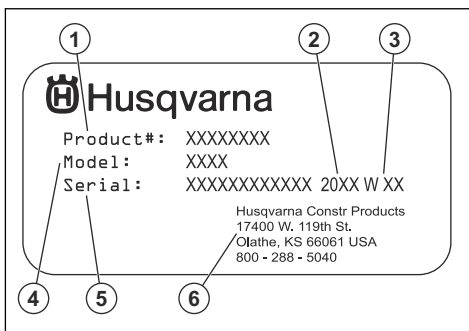 1
2
3
Husqvarna
Product#: XXXXXXXX
Model: XXXX
Serial: XXXXXXXXXXXX 20XX W XX
Husqvarna Constr Products
17400 W. 119th St.
Olathe, KS 66061 USA
800 - 288 - 5040
4
5
6